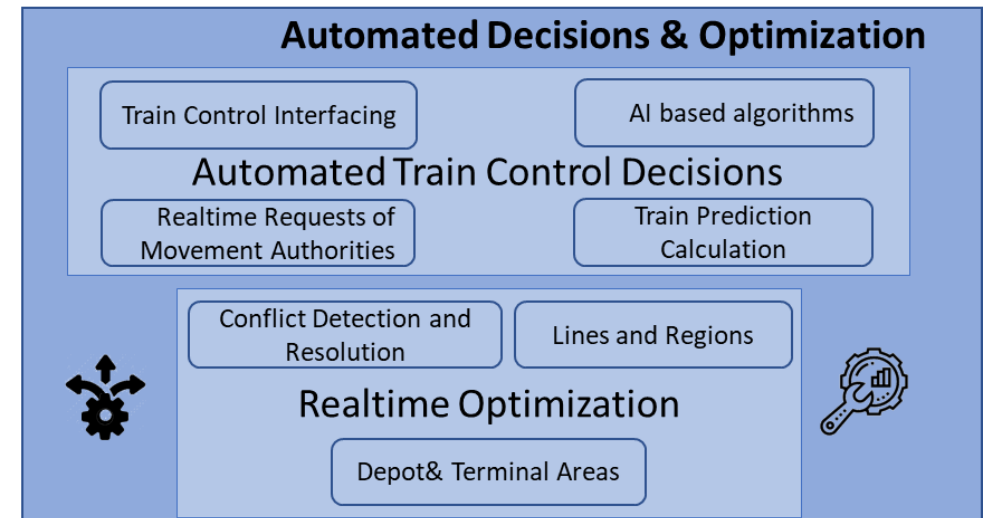 Automated Decisions & Optimization
Train Control Interfacing
AI based algorithms
Automated Train Control Decisions
Realtime Requests of
Movement Authorities
Train Prediction
Calculation
Conflict Detection and
Resolution
Lines and Regions
Realtime Optimization
Depot& Terminal Areas